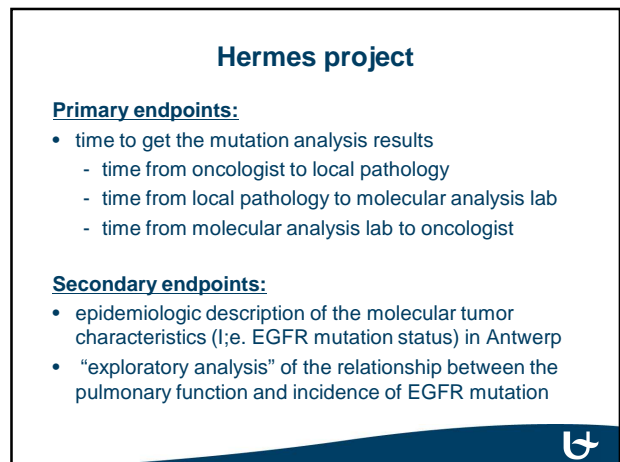 Hermes project
Primary endpoints:
• time to get the mutation analysis results
- time from oncologist to local pathology
- time from local pathology to molecular analysis lab
- time from molecular analysis lab to oncologist
Secondary endpoints:
• epidemiologic description of the molecular tumor
characteristics (I;e. EGFR mutation status) in Antwerp
• “exploratory analysis” of the relationship between the
pulmonary function and incidence of EGFR mutation